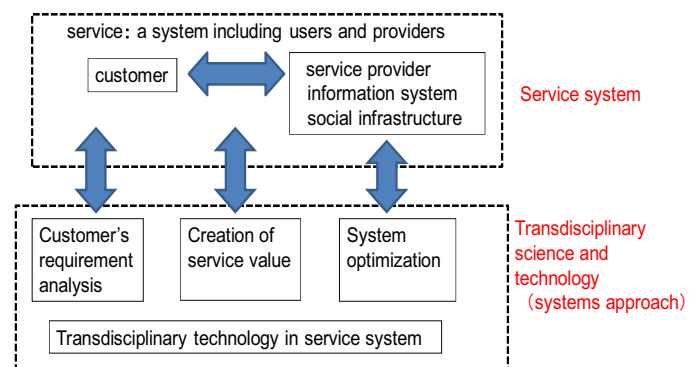 service: a system including users and providers
customer
service provider
information system
social infrastructure
Service system
Customer's
requirement
analysis
Creation of
service value
System
optimization
Transdisciplinary
science and
technology
（systems approach）
Transdisciplinary technology in service system